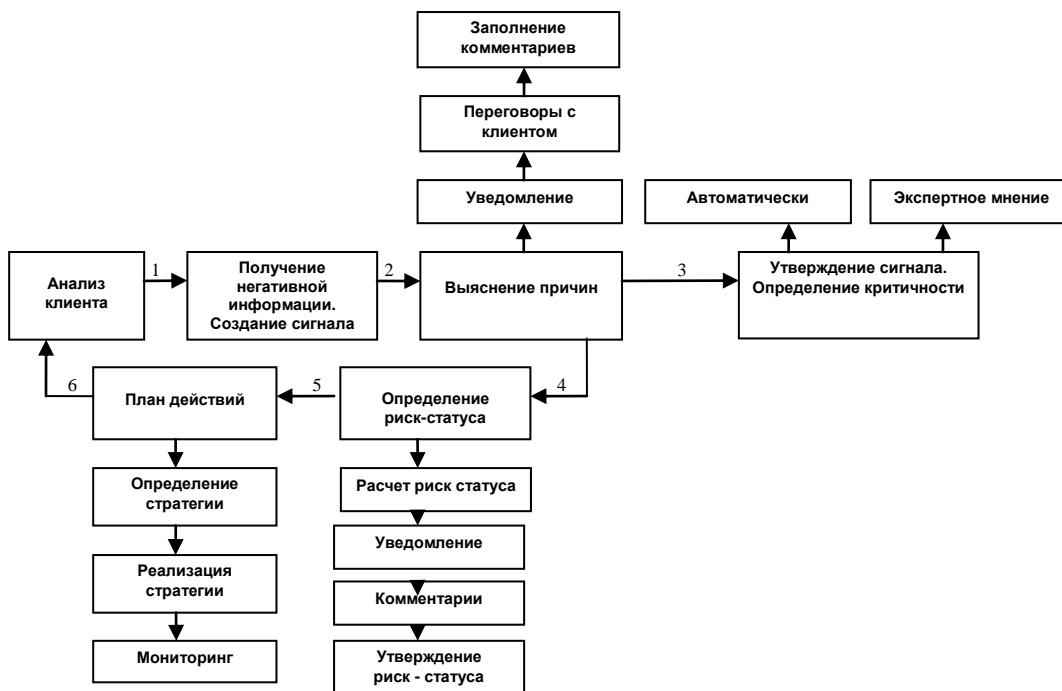 Заполнение
комментариев
Переговоры с
клиентом
Уведомление
Автоматически
Экспертное мнение
Анализ
клиента
1
Получение
негативной
информации.
Создание сигнала
2
Выяснение причин
3
Утверждение сигнала.
Определение критичности
6
План действий
5
Определение
риск-статуса
4
Определение
стратегии
Расчет риск статуса
Уведомление
Реализация
стратегии
Комментарии
Мониторинг
Утверждение
риск - статуса